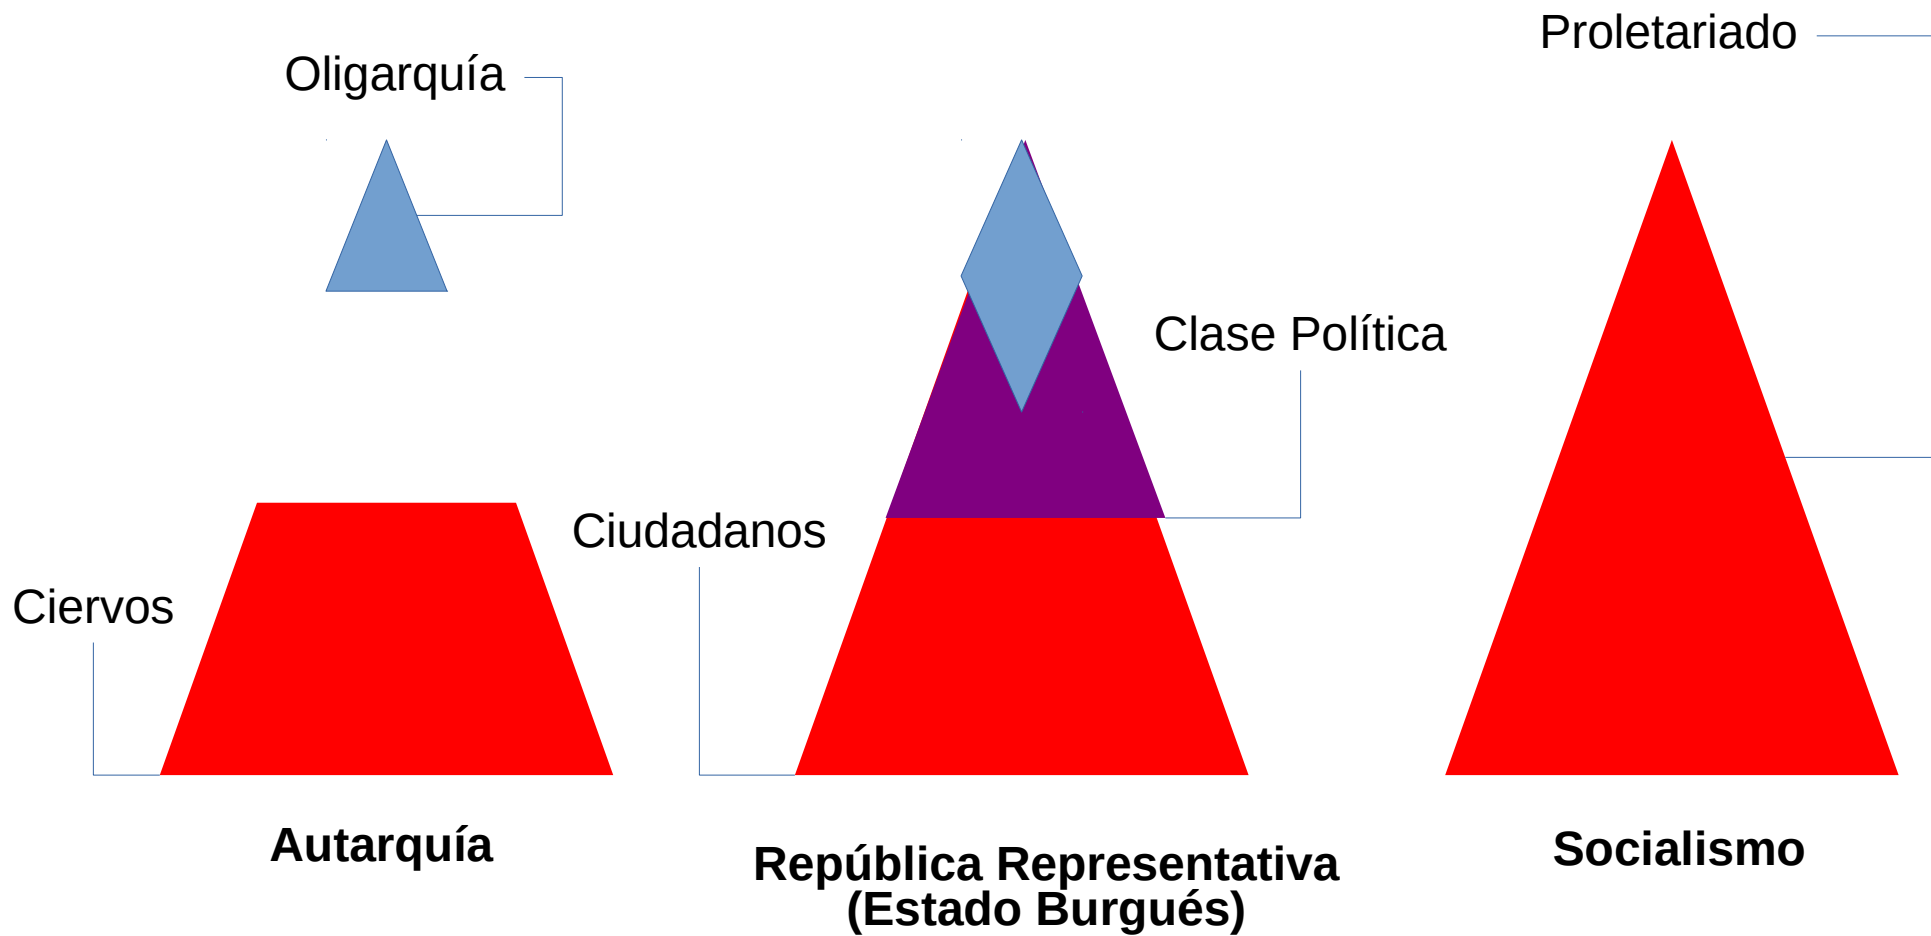 Proletariado
Oligarquía
Clase Política
Ciudadanos
Ciervos
Autarquía
República Representativa
(Estado Burgués)
Socialismo